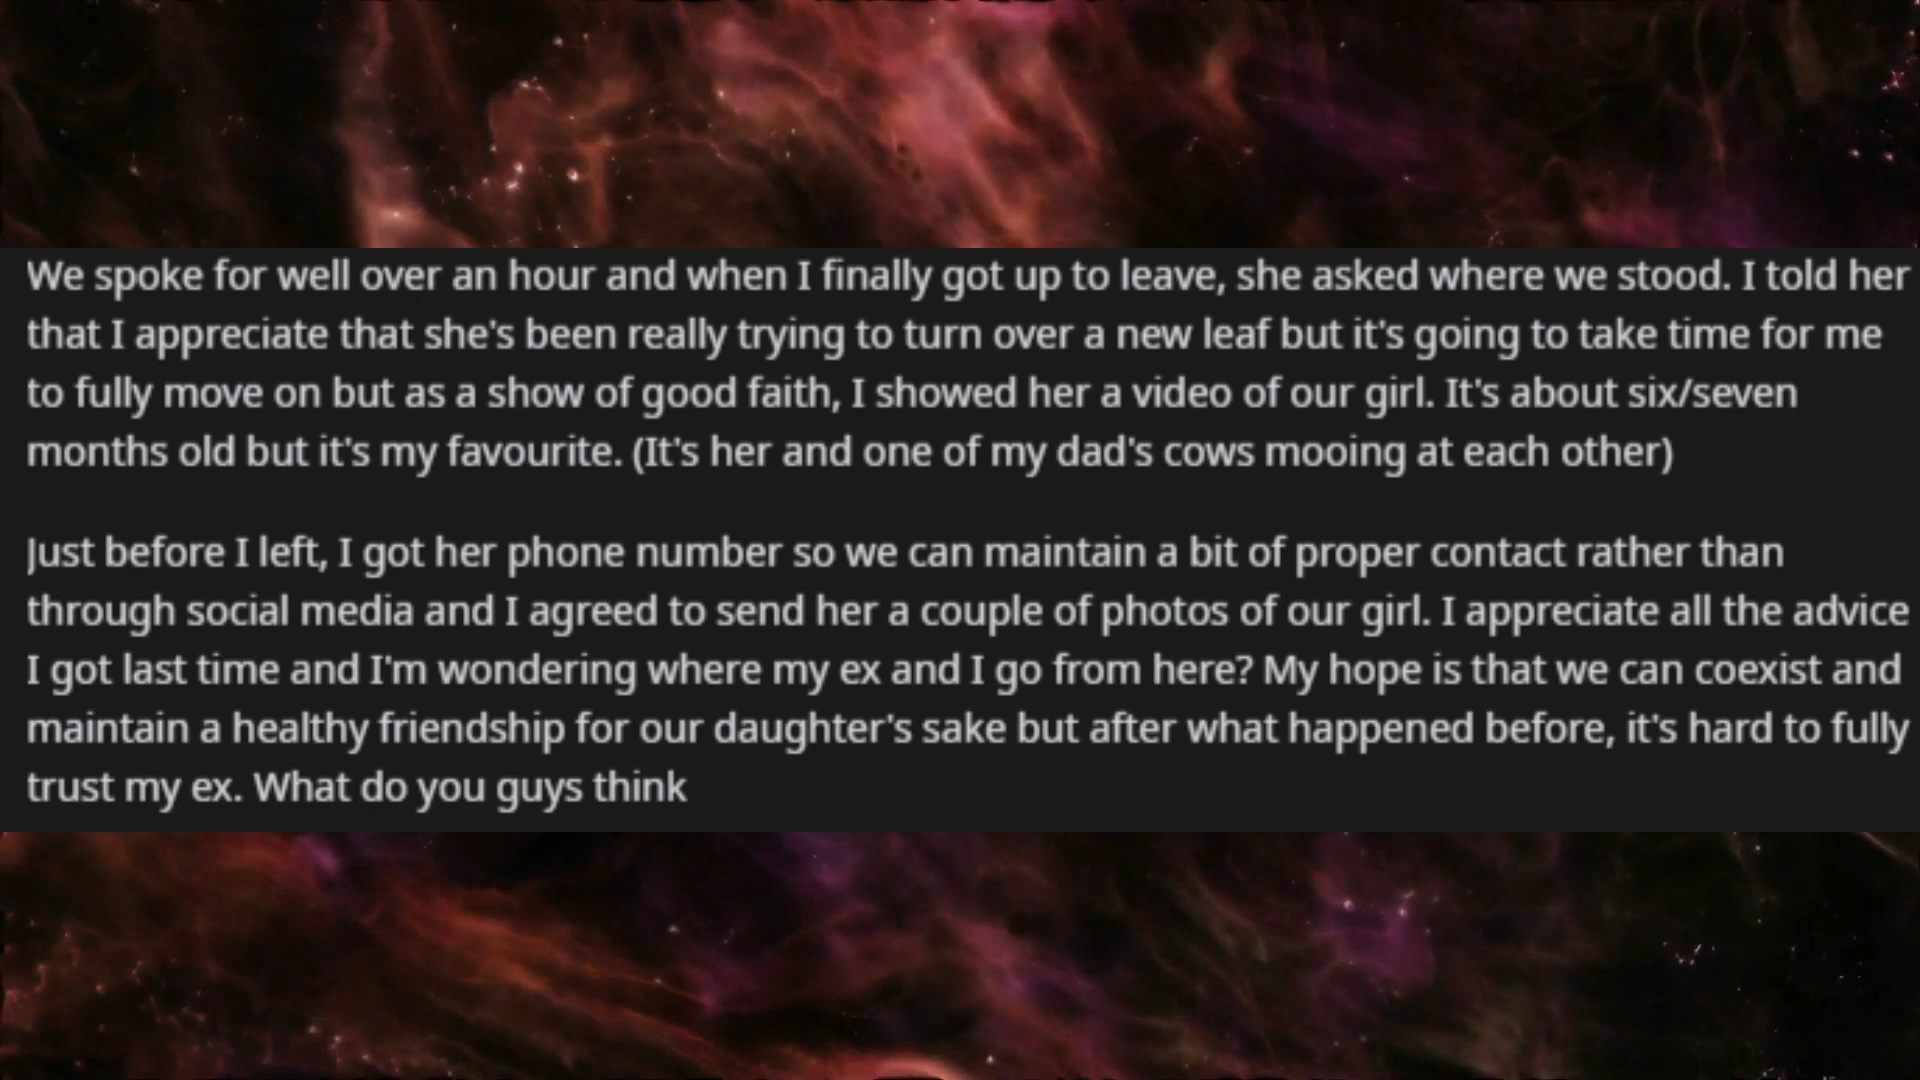 We spoke for well over an hour and when I finally got up to leave, she asked where we stood. I told her
that I appreciate that she's been really trying to turn over a new leaf but it's going to take time for me
to fully move on but as a show of good faith, I showed her a video of our girl. It's about six/seven
months old but it's my favourite. (It's her and one of my dad's cows mooing at each other)
Just before I left, I got her phone number so we can maintain a bit of proper contact rather than
through social media and I agreed to send her a couple of photos of our girl. I appreciate all the advice
I got last time and I'm wondering where my ex and I go from here? My hope is that we can coexist and
maintain a healthy friendship for our daughter's sake but after what happened before, it's hard to fully
trust my ex. What do you guys think